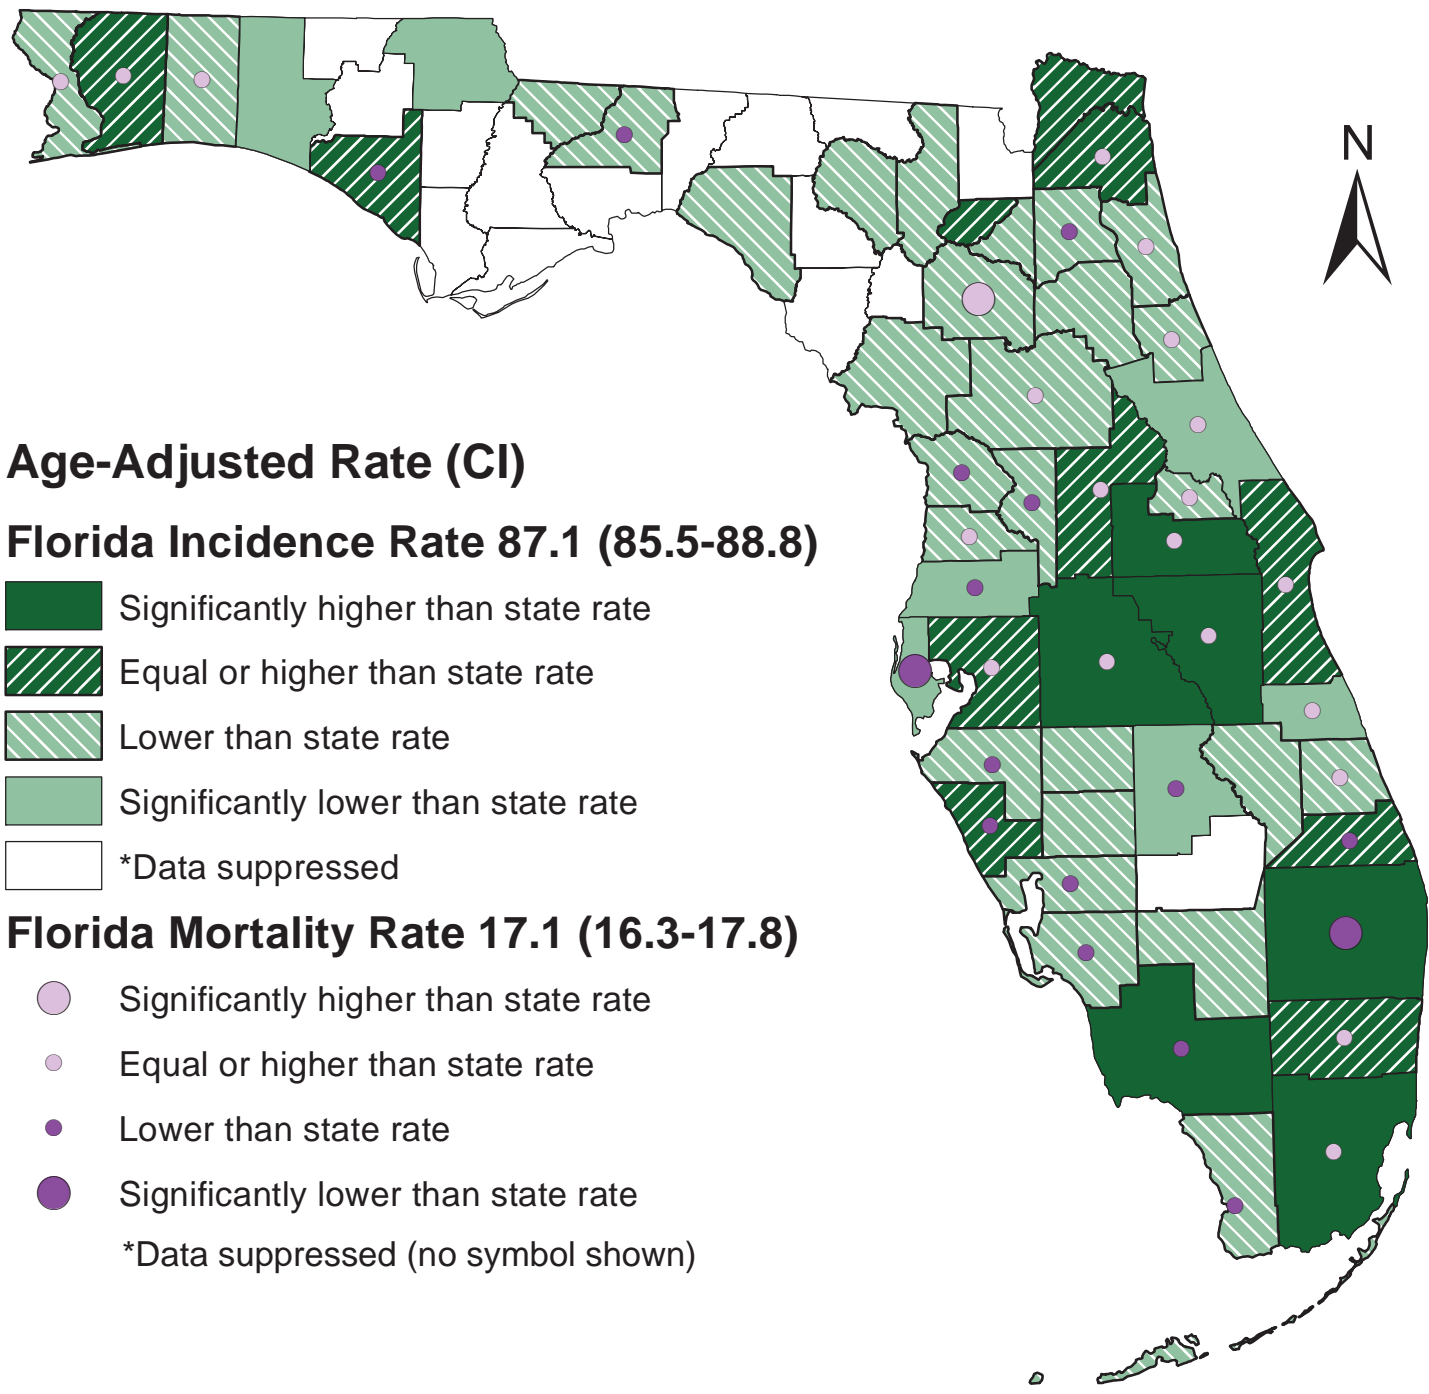 N
Age-Adjusted Rate (CI)
Florida Incidence Rate 87.1 (85.5-88.8)
Significantly higher than state rate
Equal or higher than state rate
Lower than state rate
Significantly lower than state rate
*Data suppressed
Florida Mortality Rate 17.1 (16.3-17.8)
Significantly higher than state rate
Equal or higher than state rate
Lower than state rate
Significantly lower than state rate
*Data suppressed (no symbol shown)